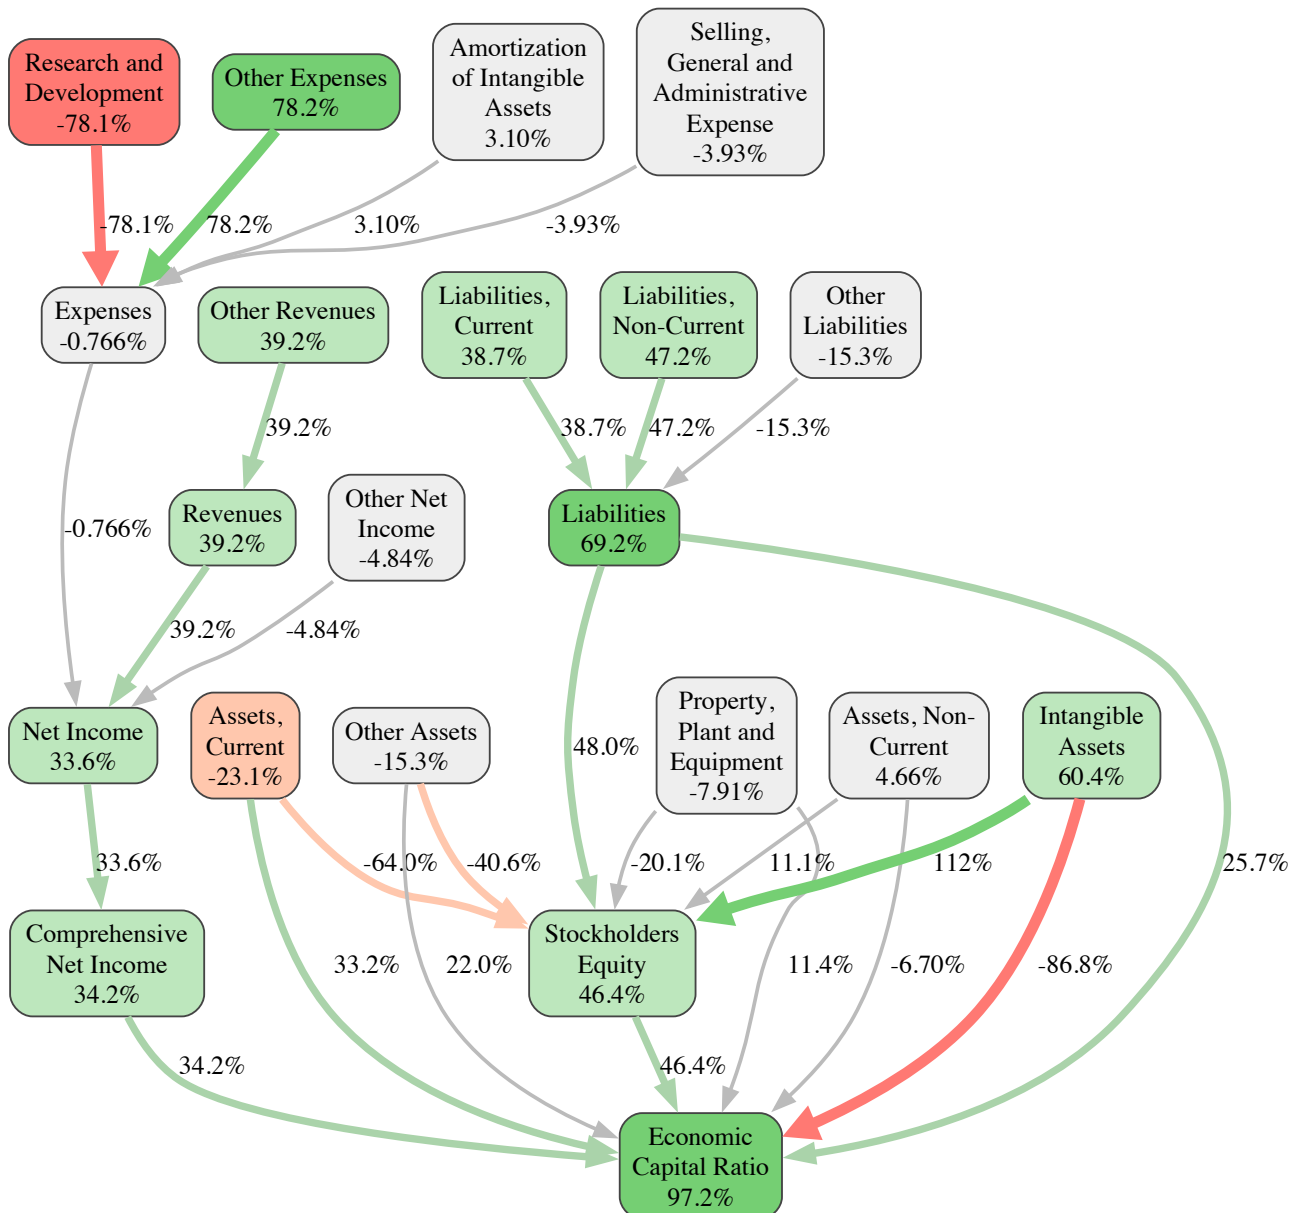 Research and
Development
-78.1%
Other Expenses
78.2%
Amortization
of Intangible
Assets
3.10%
Selling,
General and
Administrative
Expense
-3.93%
-78.1%
78.2%
3.10%
-3.93%
Expenses
-0.766%
Other Revenues
39.2%
Liabilities,
Current
38.7%
Liabilities,
Non-Current
47.2%
Other
Liabilities
-15.3%
39.2%
38.7%
47.2%
-15.3%
-0.766%
Revenues
39.2%
Other Net
Income
-4.84%
Liabilities
69.2%
39.2%
-4.84%
Net Income
33.6%
Assets,
Current
-23.1%
Other Assets
-15.3%
48.0%
Property,
Plant and
Equipment
-7.91%
Assets, Non-
Current
4.66%
Intangible
Assets
60.4%
33.6%
-64.0%
-40.6%
-20.1%
11.1%
112%
25.7%
Comprehensive
Net Income
34.2%
33.2%
22.0%
Stockholders
Equity
46.4%
11.4%
-6.70%
-86.8%
34.2%
46.4%
Economic
Capital Ratio
97.2%